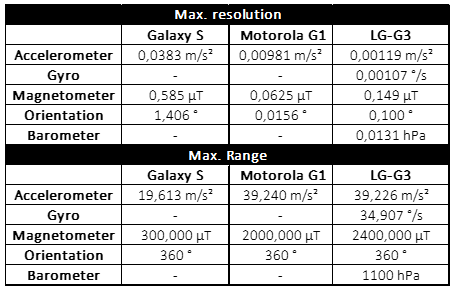 Max. resolution
Galaxy S Motorola G1 LG-G3
Accelerometer 0,0383 m/s² 0,00981 m/s² 0,00119 m/s²
Gyro - - 0,00107 °/s
Magnetometer 0,585 µT 0,0625 µT 0,149 µT
Orientation 1,406 ° 0,0156 ° 0,100 °
Barometer - - 0,0131 hPa
Max. Range
Galaxy S Motorola G1 LG-G3
Accelerometer 19,613 m/s² 39,240 m/s² 39,226 m/s²
Gyro - - 34,907 °/s
Magnetometer 300,000 µT 2000,000 µT 2400,000 µT
Orientation 360 ° 360 ° 360 °
Barometer - - 1100 hPa